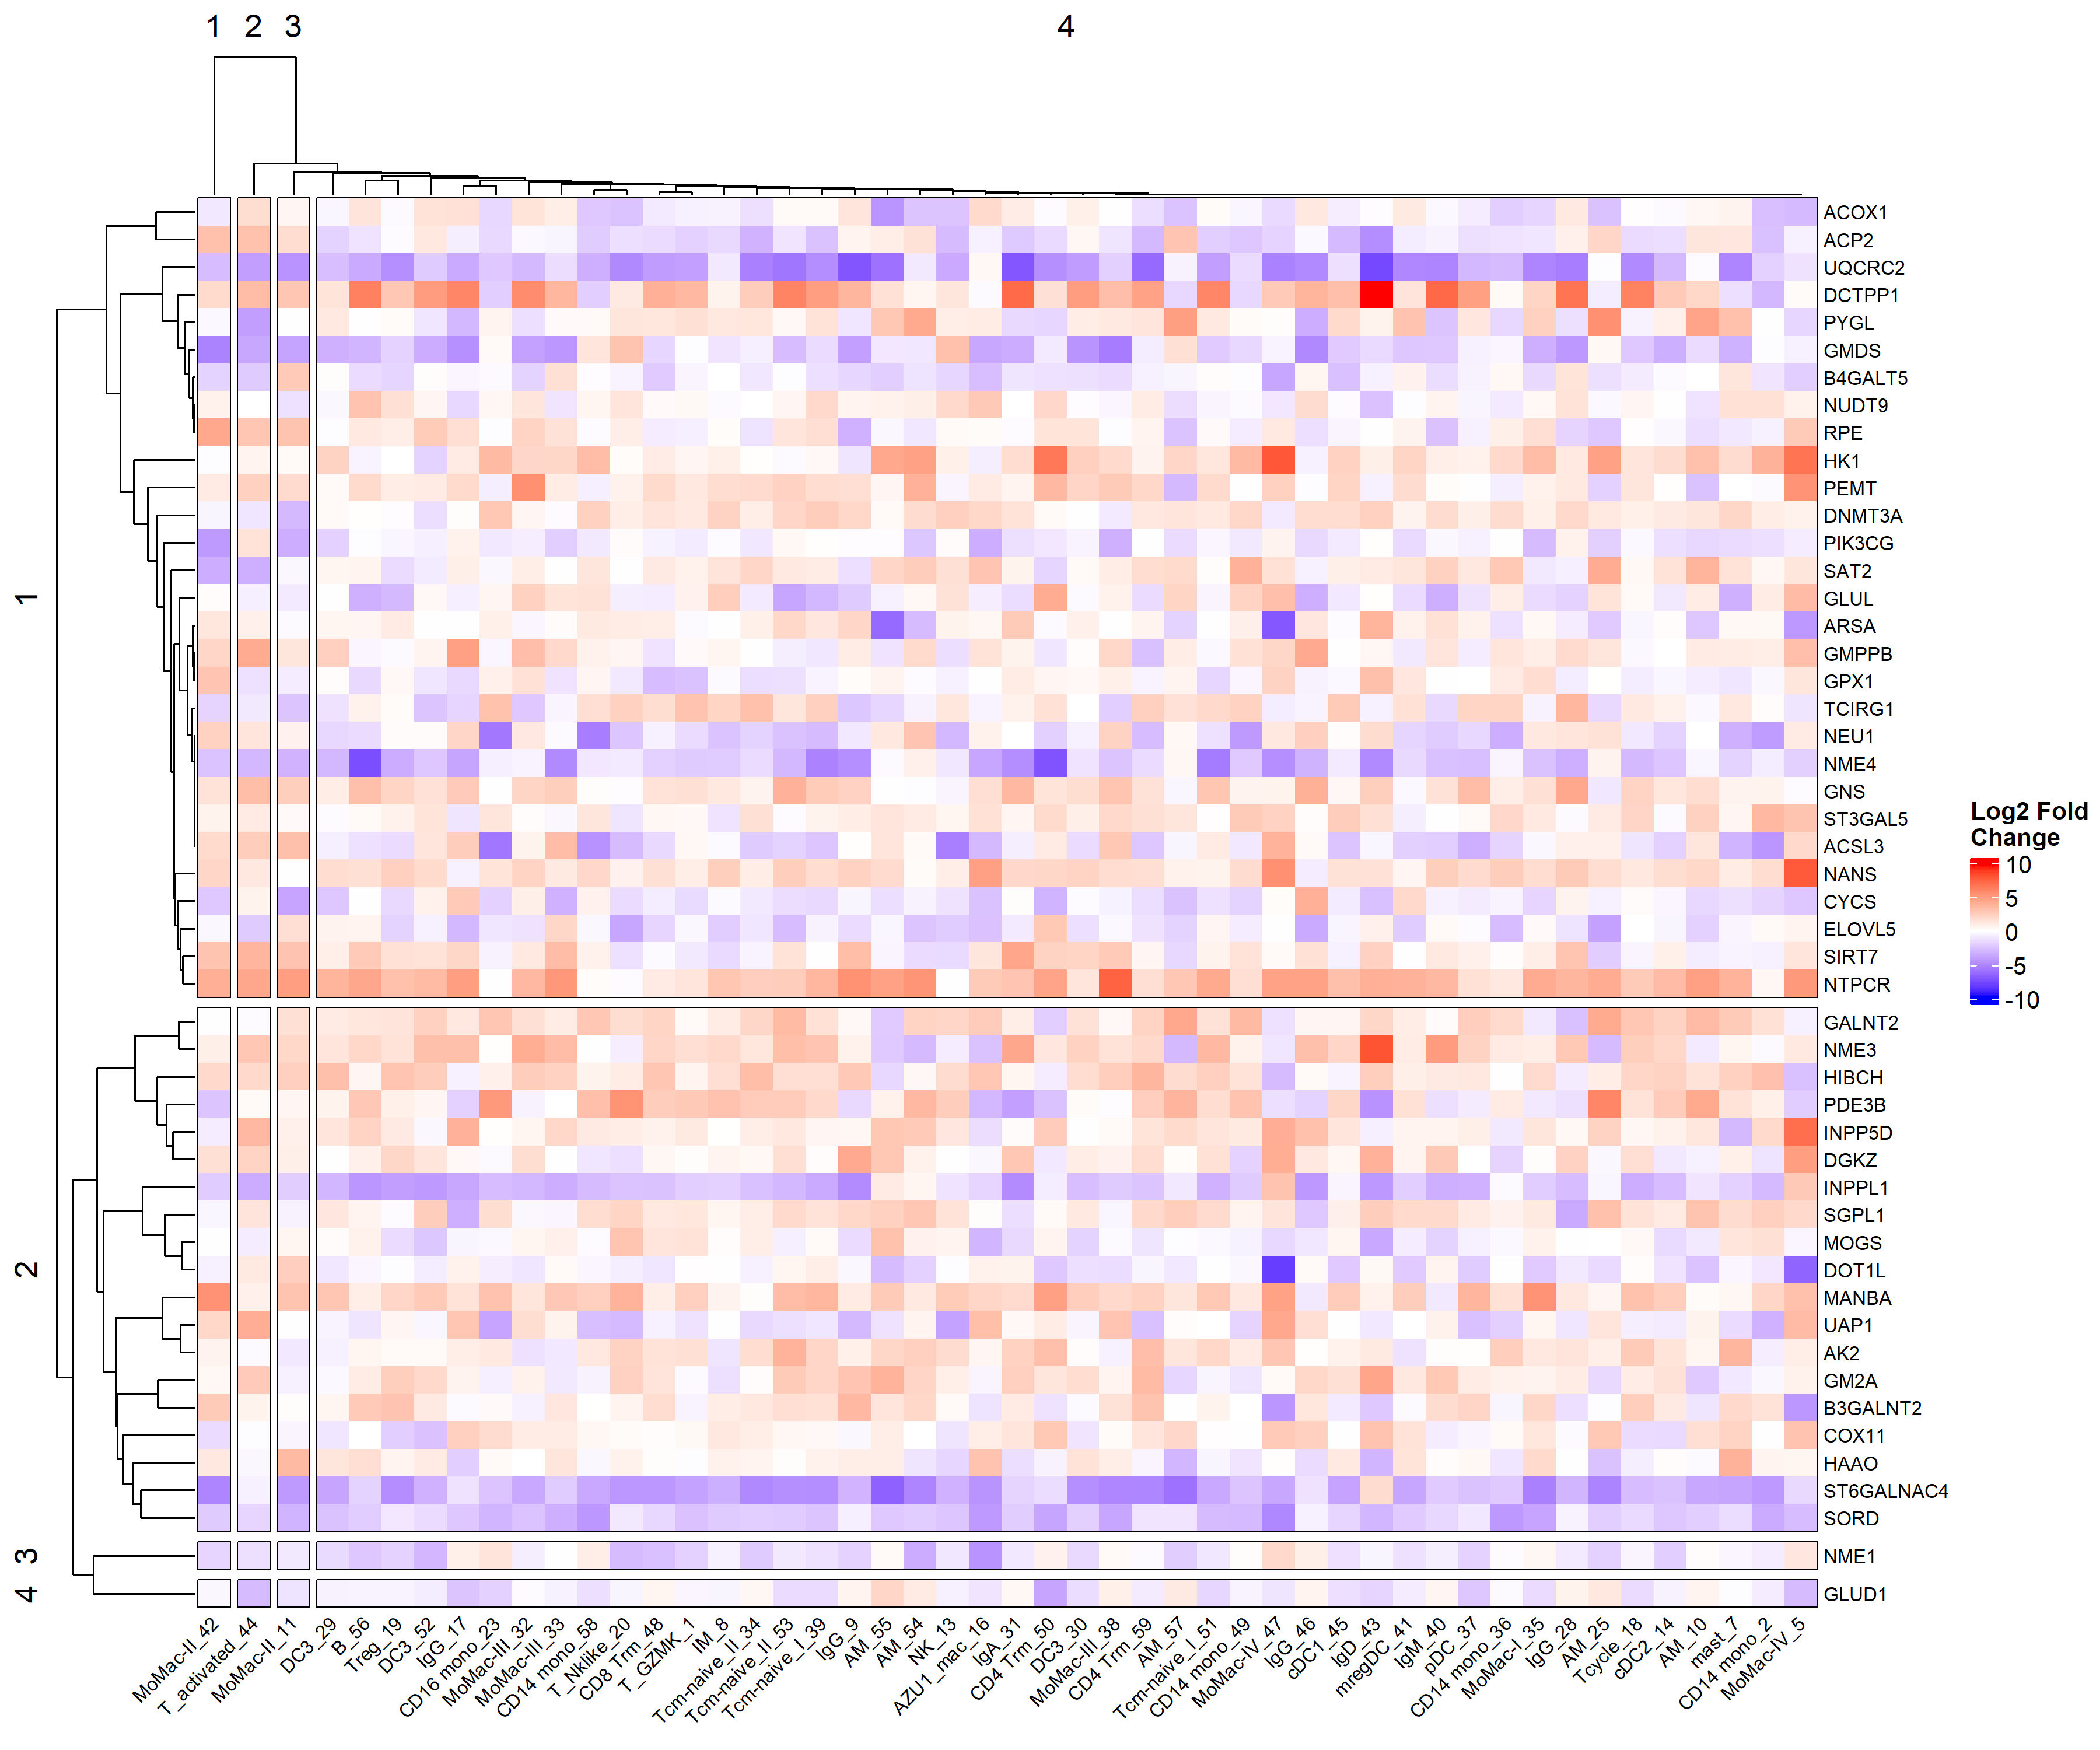 1 2 3 4
1
2
3
4
ACOX1
ACP2
UQCRC2
DCTPP1
PYGL
GMDS
B4GALT5
NUDT9
RPE
HK1
PEMT
DNMT3A
PIK3CG
SAT2
GLUL
ARSA
GMPPB
GPX1
TCIRG1
NEU1
NME4
GNS
ST3GAL5
ACSL3
NANS
CYCS
ELOVL5
SIRT7
NTPCR
GALNT2
NME3
HIBCH
PDE3B
INPP5D
DGKZ
INPPL1
SGPL1
MOGS
DOT1L
MANBA
UAP1
AK2
GM2A
B3GALNT2
COX11
HAAO
ST6GALNAC4
SORD
NME1
GLUD1
Log2 Fold
Change
10
5
0
-5
-10
MoMac-II_42
T_activated_44
MoMac-II_11
DC3_29
B_56
Treg_19
DC3_52
IgG_17
CD16 mono_23
MoMac-III_32
MoMac-III_33
CD14 mono_58
T_Nklike_20
CD8 Trm_48
T_GZMK_1
IM_8
Tcm-naive_II_34
Tcm-naive_II_53
Tcm-naive_I_39
IgG_9
AM_55
AM_54
NK_13
AZU1_mac_16
IgA_31
CD4 Trm_50
DC3_30
MoMac-III_38
CD4 Trm_59
AM_57
Tcm-naive_I_51
CD14 mono_49
MoMac-IV_47
IgG_46
cDC1_45
IgD_43
mregDC_41
IgM_40
pDC_37
CD14 mono_36
MoMac-I_35
IgG_28
AM_25
Tcycle_18
cDC2_14
AM_10
mast_7
CD14 mono_2
MoMac-IV_5